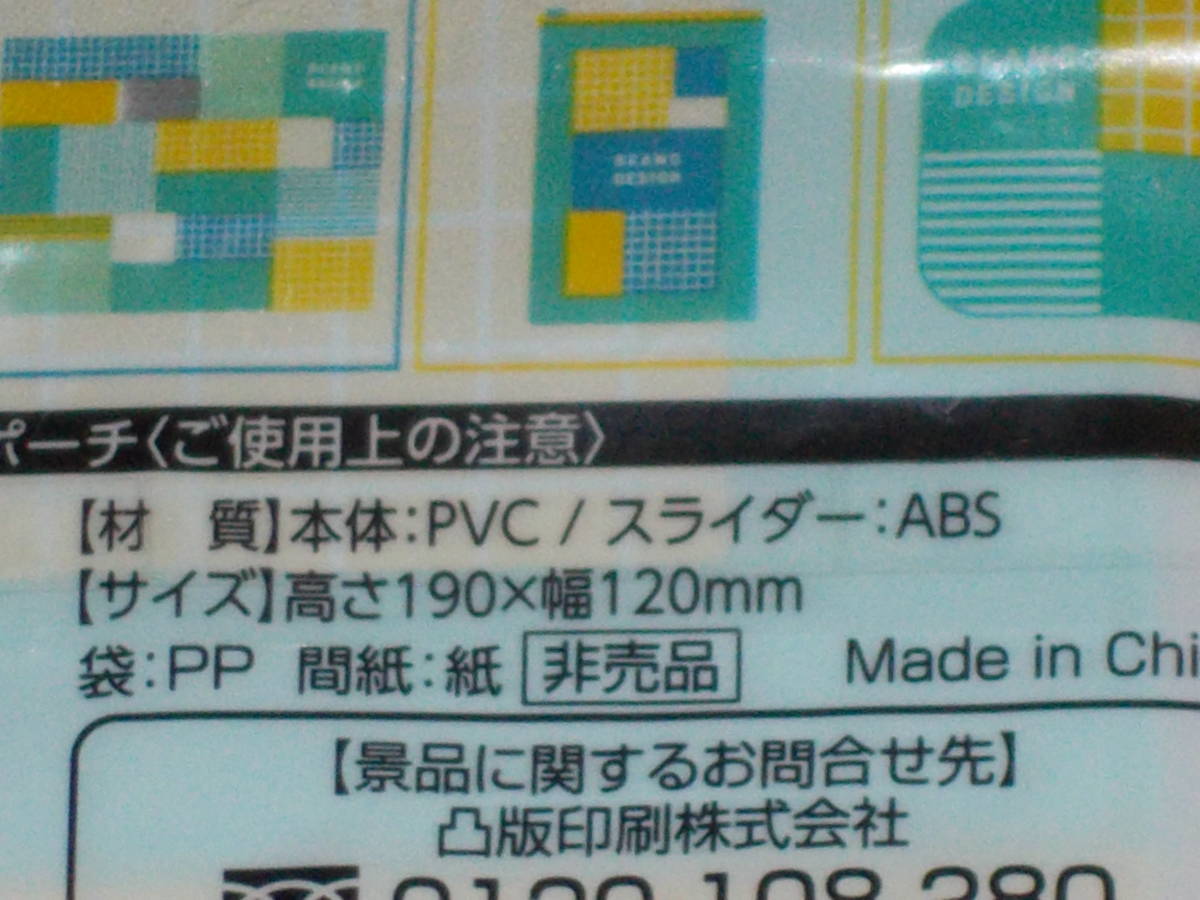 DESIGN
BEAMS
DESIGN
ポーチ〈ご使用上の注意〉
【材　質】本体:PVC / スライダー:ABS
【サイズ】高さ190×幅120mm
袋:PP 間紙:紙 非売品 Made in Chi
【景品に関するお問合せ先】
凸版印刷株式会社
0120-108-280